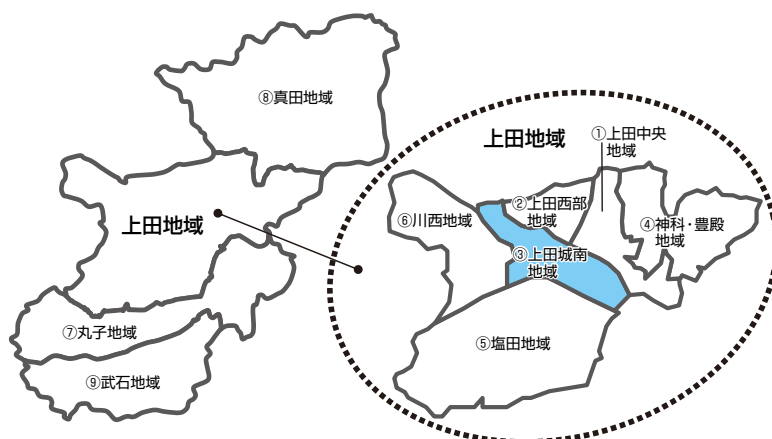 ⑧真田地域
上田地域
⑦丸子地域
⑨武石地域
上田地域
①上田中央
地域
②上田西部
地域
③上田城南
地域
④神科・豊殿
地域
⑥川西地域
⑤塩田地域